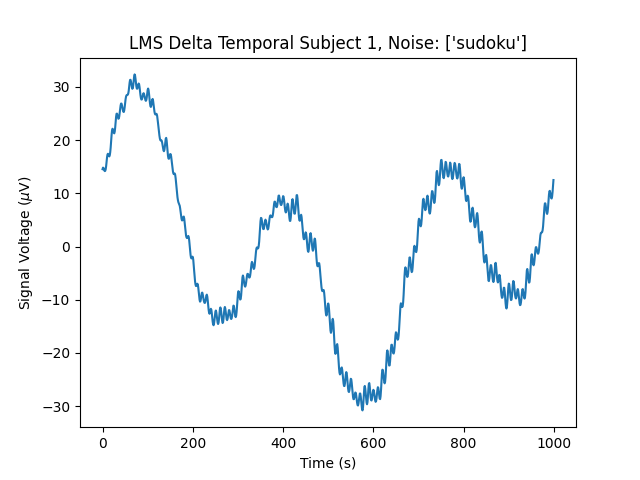 LMS Delta Temporal Subject 1, Noise: ['sudoku']
Signal Voltage (μV)
30
20
10
0
−10
−20
−30
0 200 400 600 800 1000
Time (s)